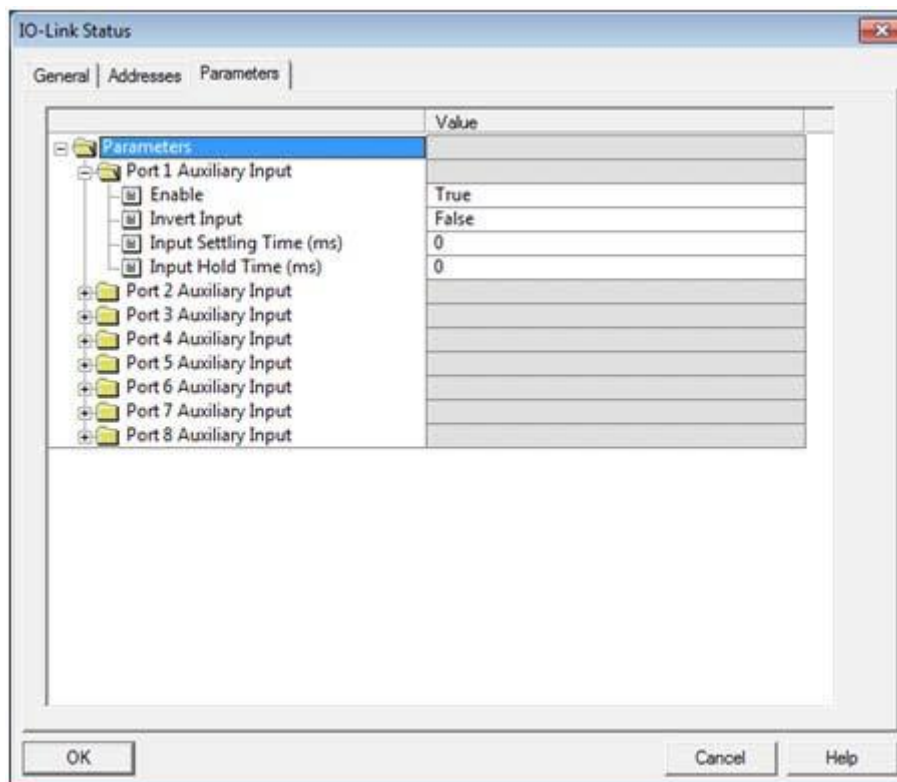 IO-Link Status
General Addresses Parameters
Value
Parameters
Port 1 Auxiliary Input
Enable True
Invert Input False
Input Settling Time (ms) 0
Input Hold Time (ms) 0
Port 2 Auxiliary Input
Port 3 Auxiliary Input
Port 4 Auxiliary Input
Port 5 Auxiliary Input
Port 6 Auxiliary Input
Port 7 Auxiliary Input
Port 8 Auxiliary Input
OK Cancel Help